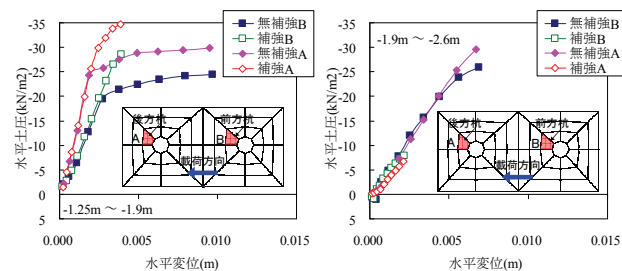 -35
-30
-25
-20
-15
-10
-5
0
5
水平土圧(kN/m2)
無補強B
補強B
無補強A
補強A
後方杭
前方杭
A
B
載荷方向
-1.25m ～ -1.9m
0.000 0.005 0.010 0.015
水平変位(m)
-35
-30
-25
-20
-15
-10
-5
0
5
水平土圧(kN/m2)
-1.9m ～ -2.6m
無補強B
補強B
無補強A
補強A
後方杭
前方杭
A
B
載荷方向
0.000 0.005 0.010 0.015
水平変位(m)